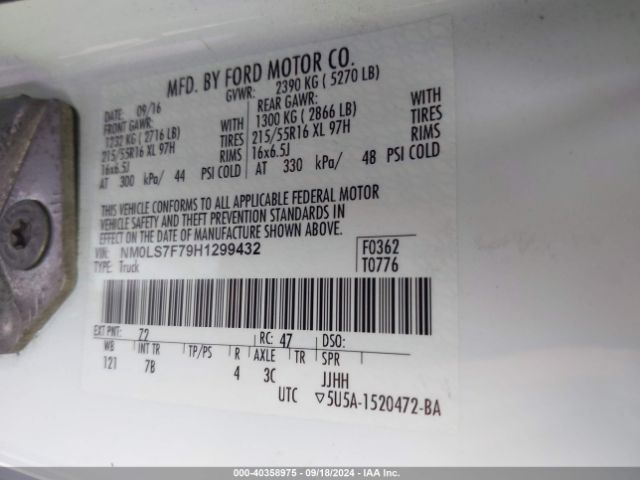 MFD. BY FORD MOTOR CO.
DATE: 09/16 GVWR: 2390 KG ( 5270 LB)
FRONT GAWR: REAR GAWR:
1232 KG ( 2716 LB) WITH 1300 KG ( 2866 LB) WITH
215/55R16 XL 97H TIRES 215/55R16 XL 97H TIRES
16x6.5J RIMS 16x6.5J RIMS
AT 300 kPa/ 44 PSI COLD AT 330 kPa/ 48 PSI COLD
THIS VEHICLE CONFORMS TO ALL APPLICABLE FEDERAL MOTOR
VEHICLE SAFETY AND THEFT PREVENTION STANDARDS IN
EFFECT ON THE DATE OF MANUFACTURE SHOWN ABOVE.
VIN: NM0LS7F79H1299432 F0362
TYPE: Truck T0776
EXT PNT: 72 RC: 47 DSO:
WB INT TR TP/PS R AXLE TR SPR
121 7B 4 3C JJHH
UTC ▽5U5A-1520472-BA
000-40358975 | 09/18/2024 | IAA Inc.